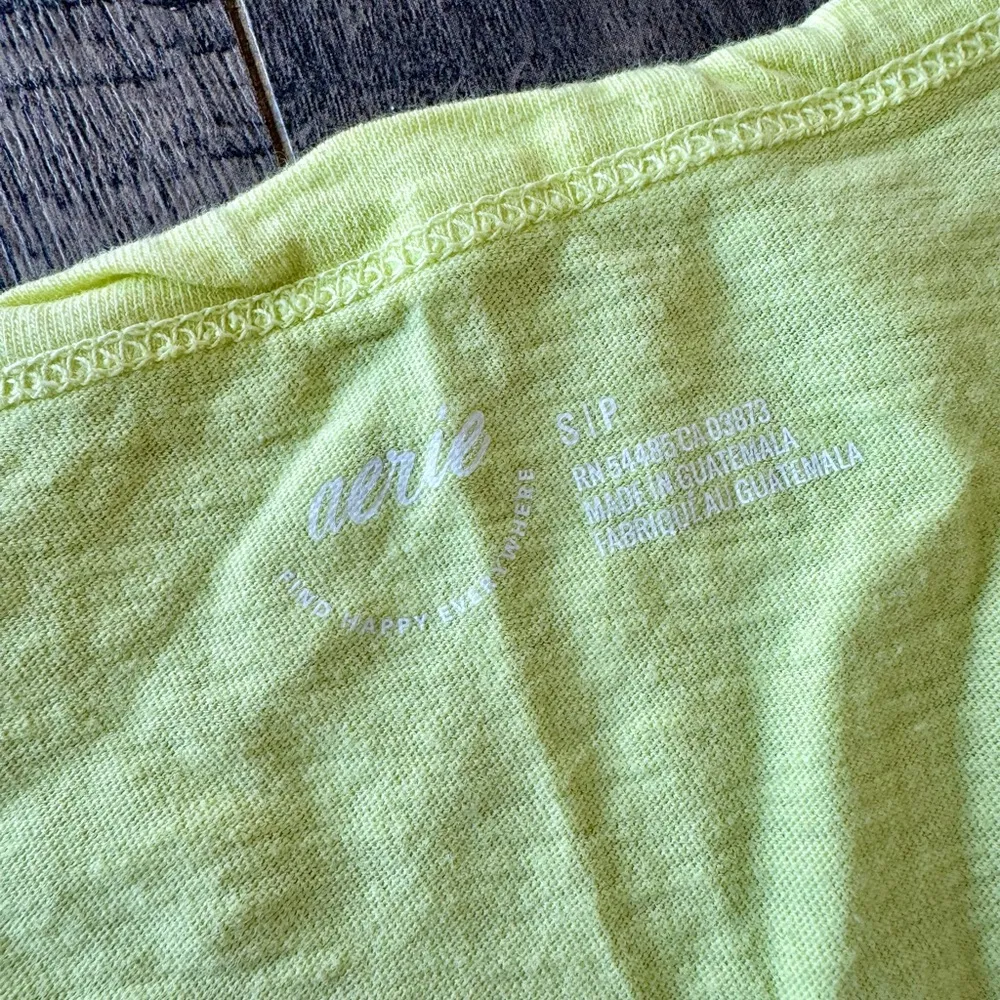 aerie
FIND HAPPY EVERYWHERE
S|P
RN 54485 CA 03873
MADE IN GUATEMALA
FABRIQUÉ AU GUATEMALA